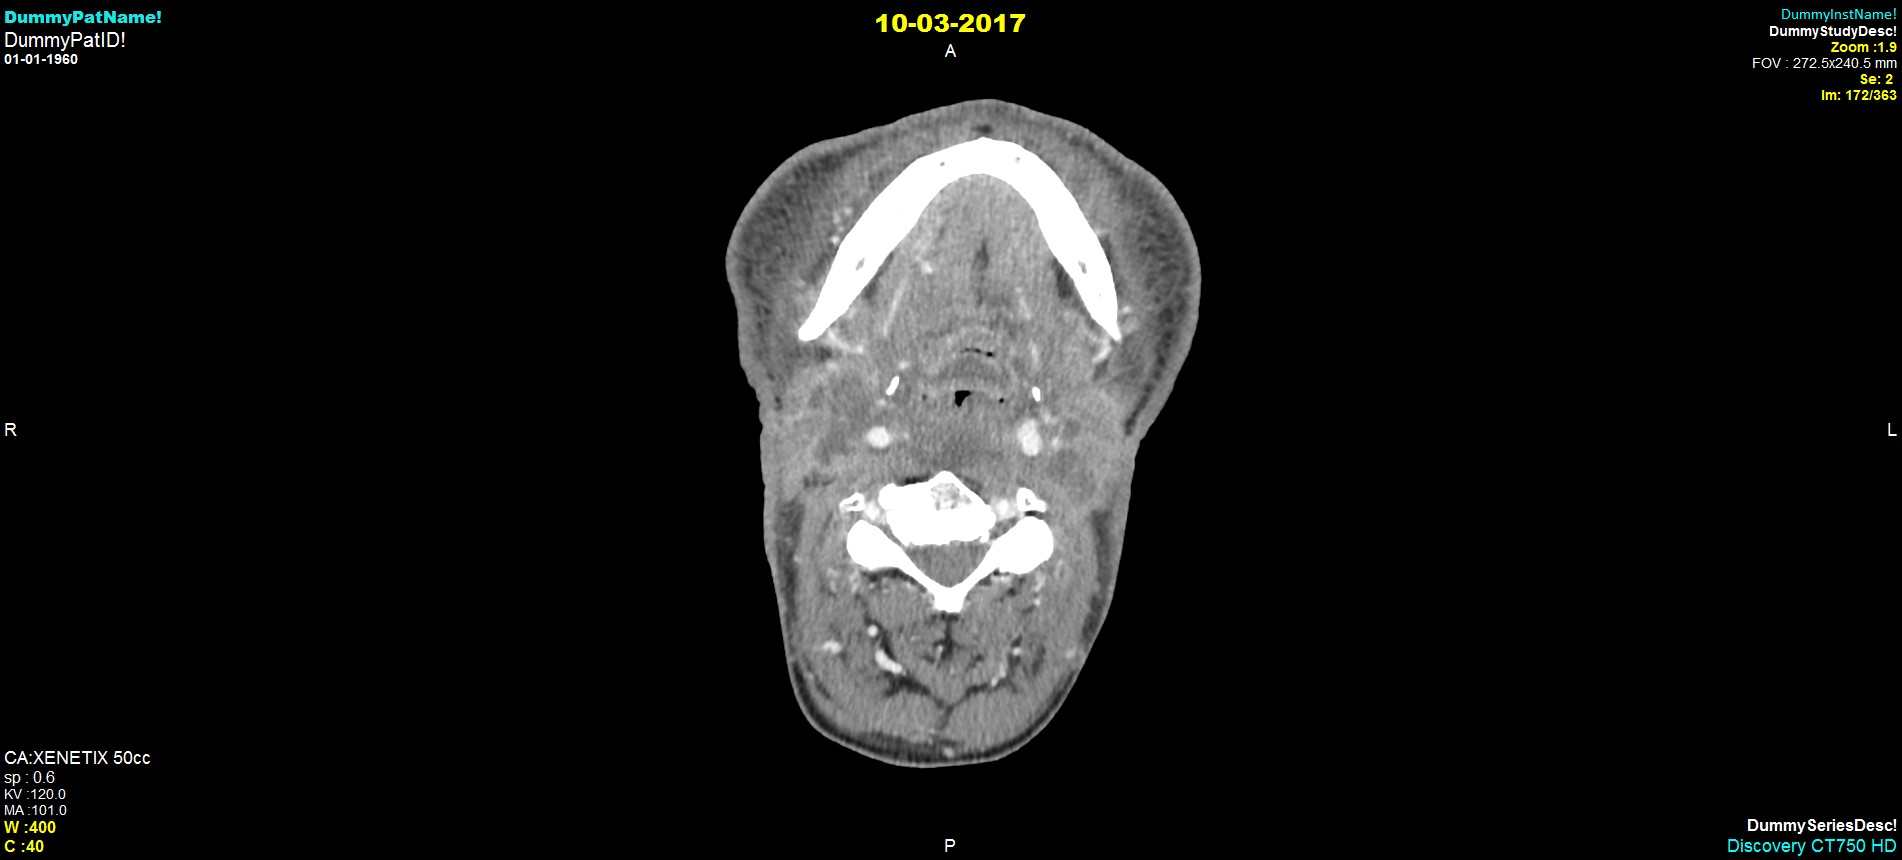 DummyPatName!
DummyPatID!
01-01-1960
10-03-2017
A
DummyInstName!
DummyStudyDesc!
Zoom :1.9
FOV : 272.5x240.5 mm
Se: 2
Im: 172/363
R
L
CA:XENETIX 50cc
sp : 0.6
KV :120.0
MA :101.0
W :400
C :40
P
DummySeriesDesc!
Discovery CT750 HD